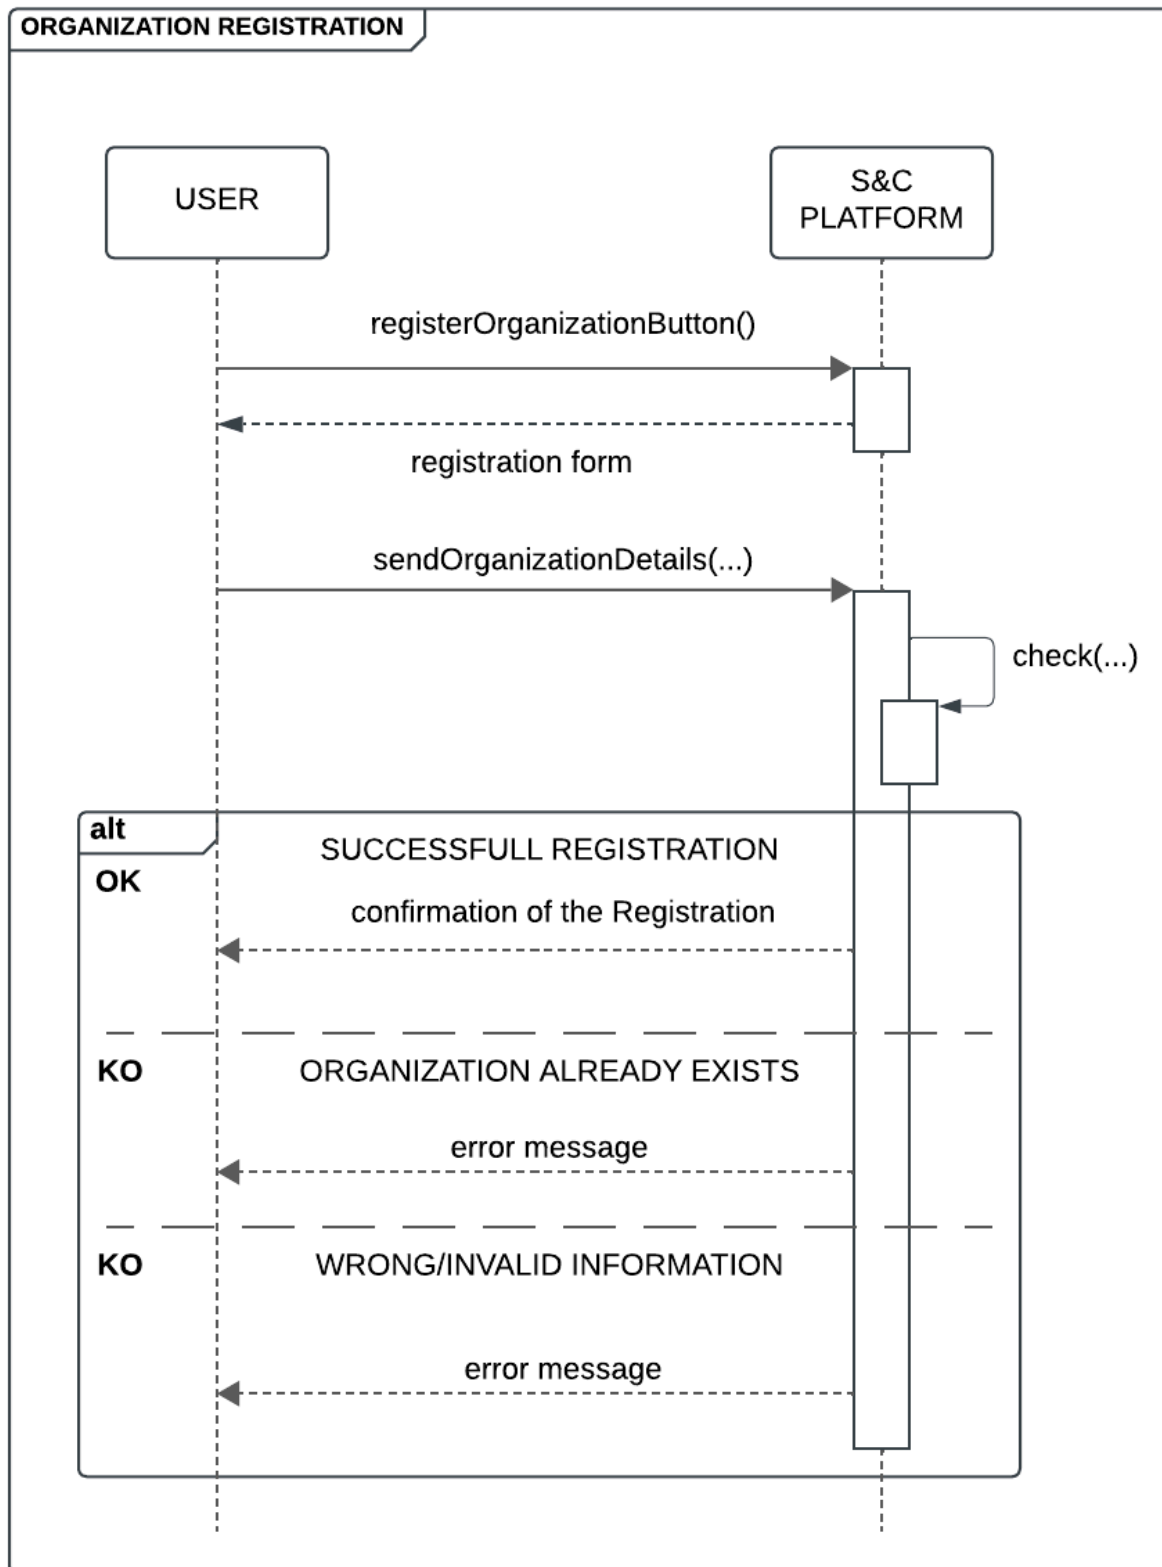 ORGANIZATION REGISTRATION
USER
S&C
PLATFORM
registerOrganizationButton()
registration form
sendOrganizationDetails(...)
check(...)
alt
SUCCESSFULL REGISTRATION
OK
confirmation of the Registration
KO
ORGANIZATION ALREADY EXISTS
error message
KO
WRONG/INVALID INFORMATION
error message